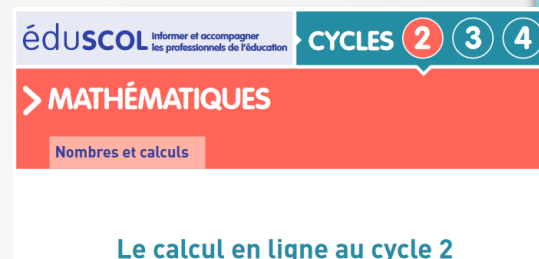 éduSCOL Informer et accompagner les professionnels de l'éducation CYCLES 2 3 4
> MATHÉMATIQUES
Nombres et calculs
Le calcul en ligne au cycle 2